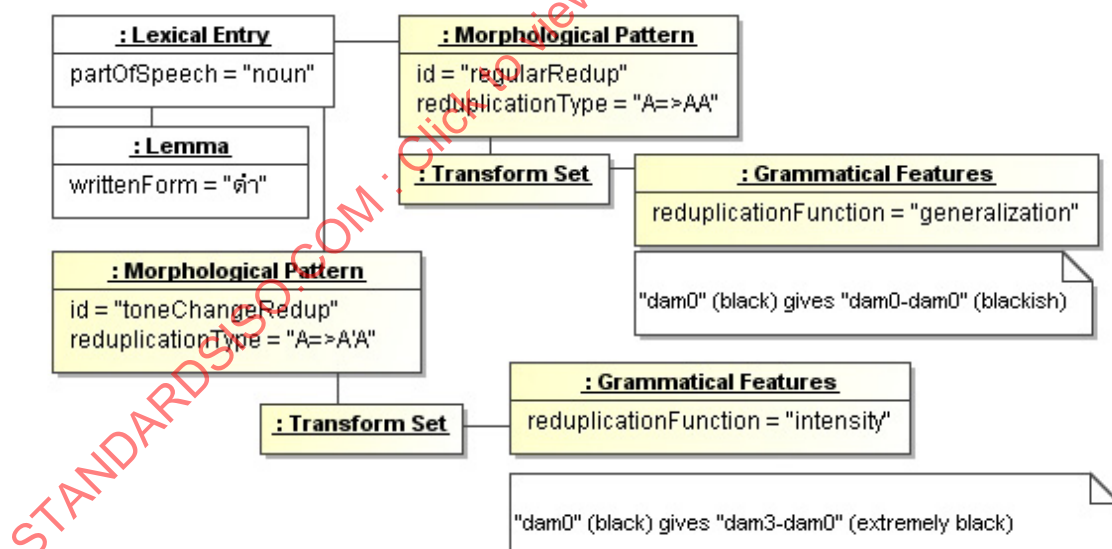 : Lexical Entry
partOfSpeech = "noun"
: Morphological Pattern
id = "regularRedup"
reduplicationType = "A=>AA"
: Lemma
writtenForm = "ดำ"
: Transform Set
: Grammatical Features
reduplicationFunction = "generalization"
"dam0" (black) gives "dam0-dam0" (blackish)
: Morphological Pattern
id = "toneChangeRedup"
reduplicationType = "A=>A'A"
: Transform Set
: Grammatical Features
reduplicationFunction = "intensity"
"dam0" (black) gives "dam3-dam0" (extremely black)
STANDARDSISO.COM : Click to view